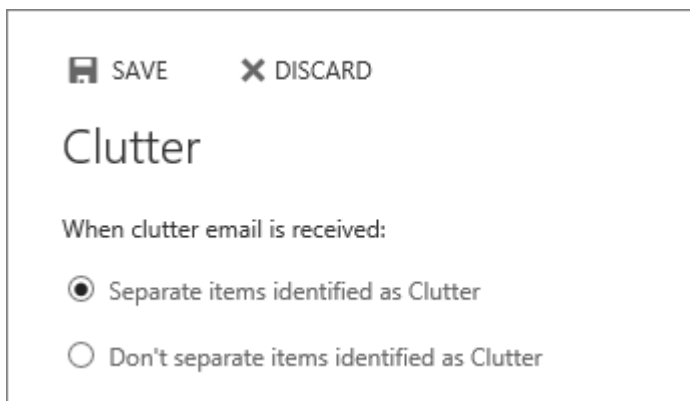 SAVE DISCARD
Clutter
When clutter email is received:
Separate items identified as Clutter
Don't separate items identified as Clutter